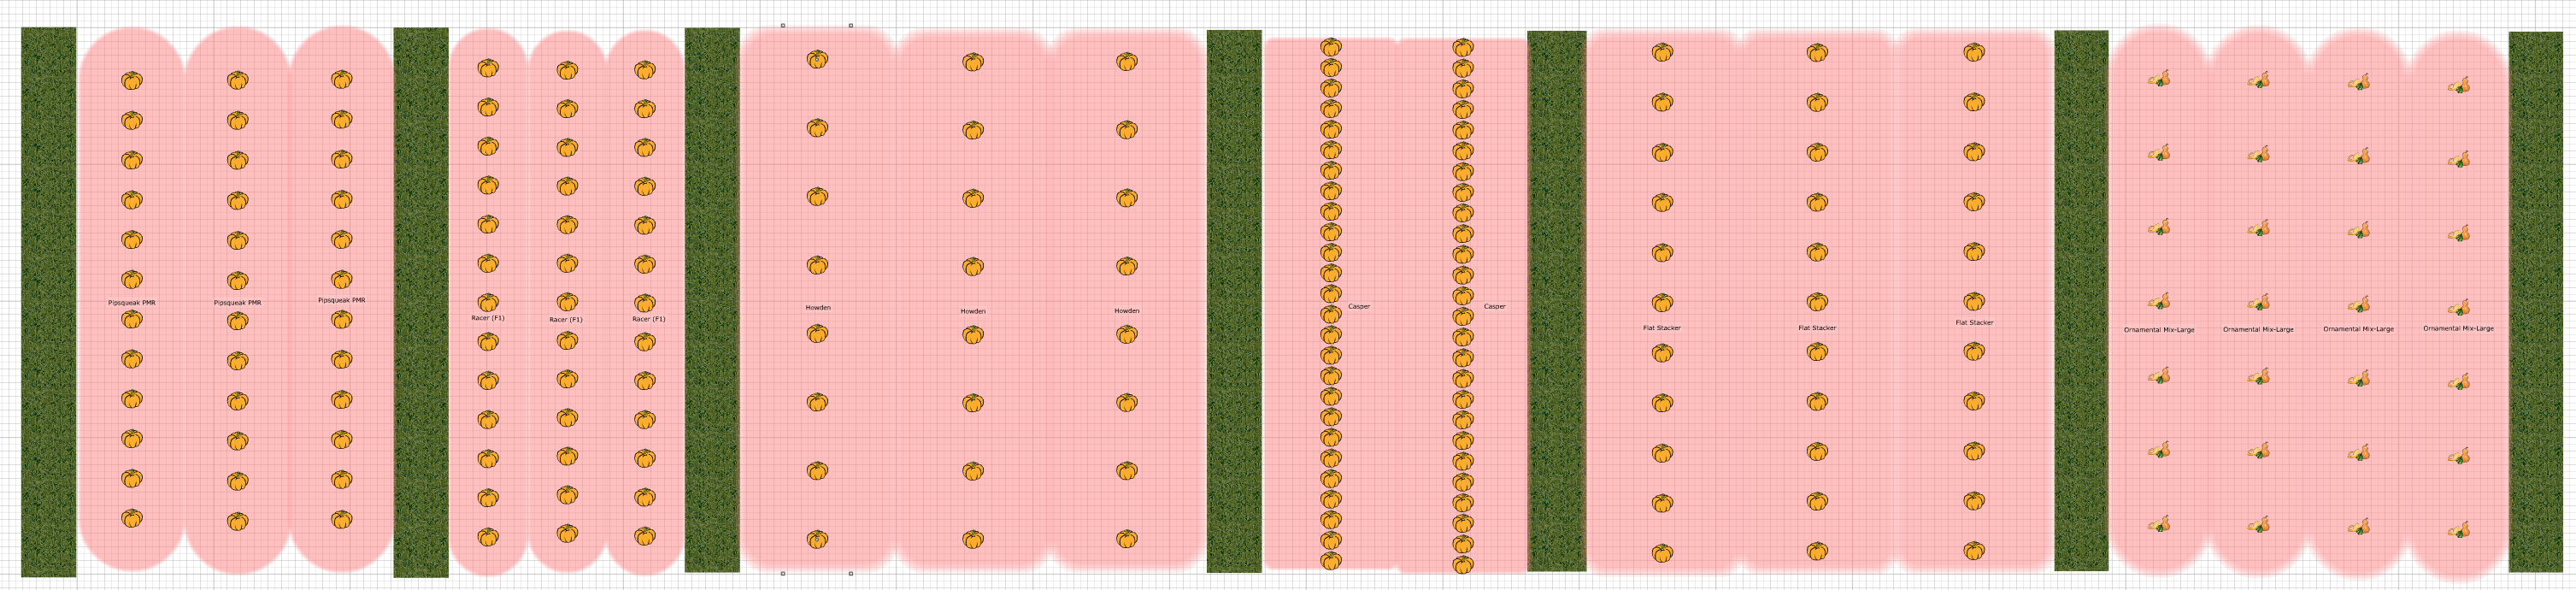 Pipsqueak PMR
Pipsqueak PMR
Pipsqueak PMR
Racer (F1)
Racer (F1)
Racer (F1)
Howden
Howden
Howden
Casper
Casper
Flat Stacker
Flat Stacker
Flat Stacker
Ornamental Mix-Large
Ornamental Mix-Large
Ornamental Mix-Large
Ornamental Mix-Large